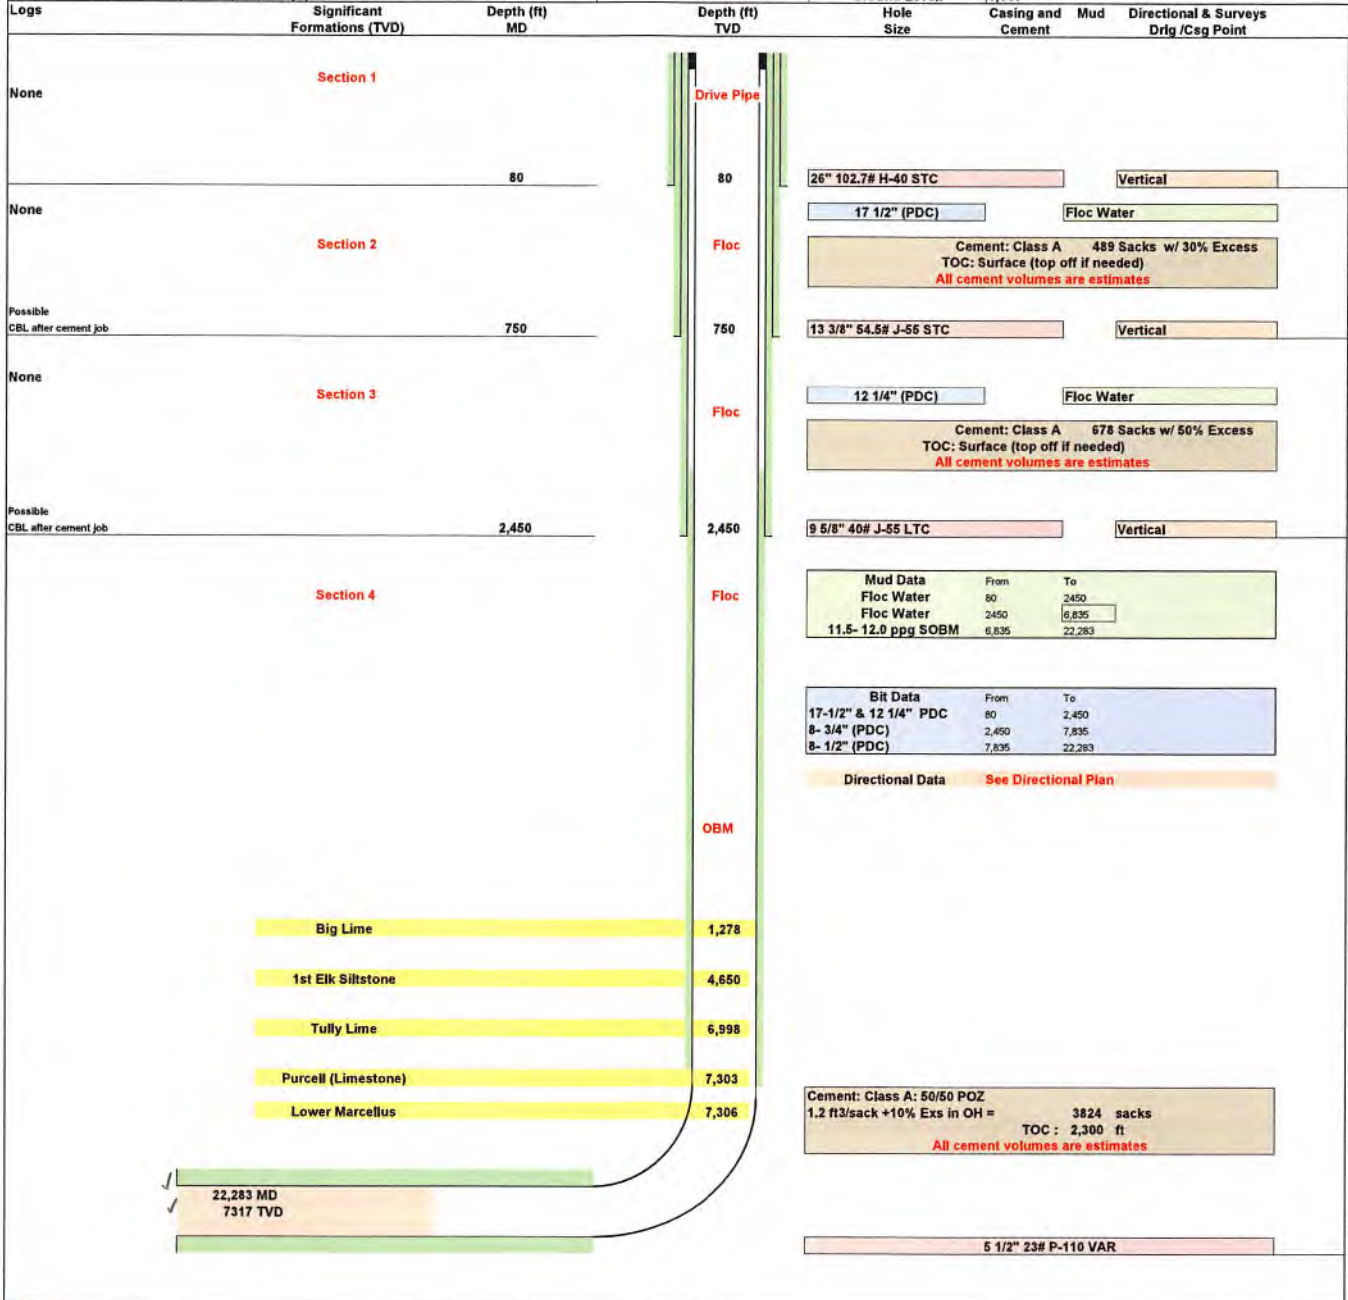 Logs Significant Depth (ft) Depth (ft) Hole Casing and Mud Directional & Surveys
Formations (TVD) MD TVD Size Cement Drlg /Csg Point
Section 1
None
Drive Pipe
80 80 26" 102.7# H-40 STC Vertical
None 17 1/2" (PDC) Floc Water
Section 2 Floc
Cement: Class A 489 Sacks w/ 30% Excess
TOC: Surface (top off if needed)
All cement volumes are estimates
Possible
CBL after cement job 750 750 13 3/8" 54.5# J-55 STC Vertical
None
Section 3 12 1/4" (PDC) Floc Water
Floc
Cement: Class A 678 Sacks w/ 50% Excess
TOC: Surface (top off if needed)
All cement volumes are estimates
Possible
CBL after cement job 2,450 2,450 9 5/8" 40# J-55 LTC Vertical
Section 4 Floc
Mud Data From To
Floc Water 80 2450
Floc Water 2450 6,835
11.5- 12.0 ppg SOBM 6,835 22,283
Bit Data From To
17-1/2" & 12 1/4" PDC 80 2,450
8- 3/4" (PDC) 2,450 7,835
8- 1/2" (PDC) 7,835 22,283
Directional Data See Directional Plan
OBM
Big Lime 1,278
1st Elk Siltstone 4,650
Tully Lime 6,998
Purcell (Limestone) 7,303
Lower Marcellus 7,306
Cement: Class A: 50/50 POZ
1.2 ft3/sack +10% Exs in OH = 3824 sacks
TOC : 2,300 ft
All cement volumes are estimates
22,283 MD
7317 TVD
5 1/2" 23# P-110 VAR